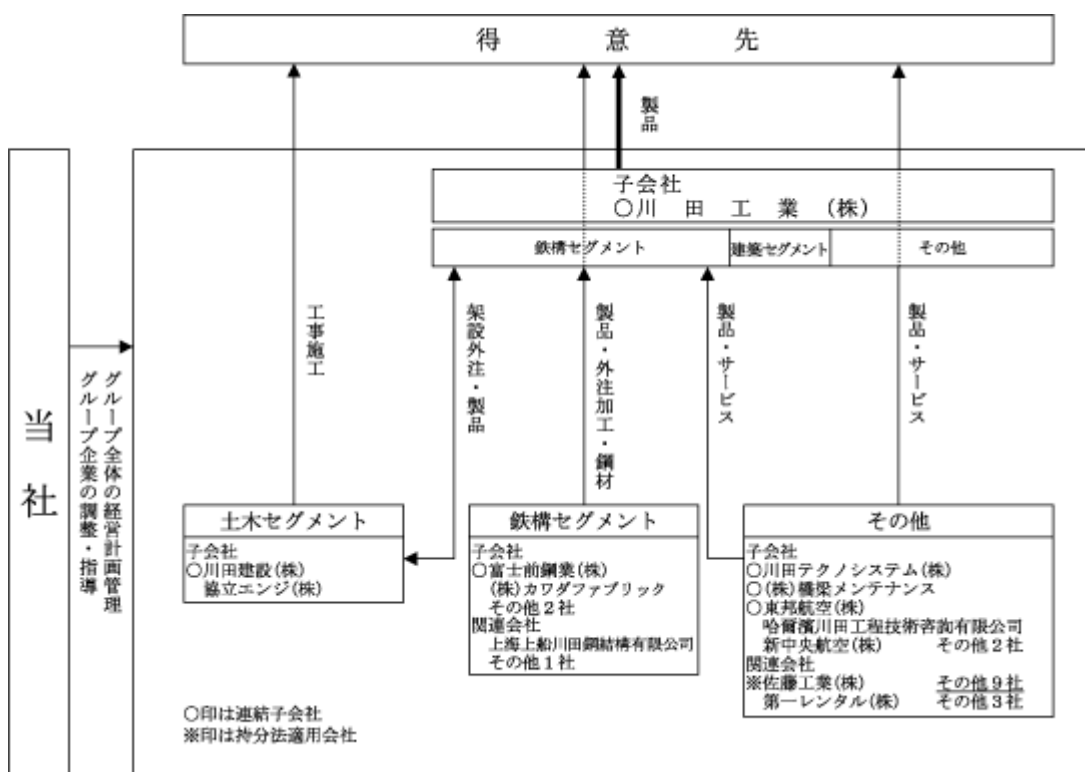 得意先
製品
子会社
○川田工業(株)
鉄構セグメント
建築セグメント
その他
工事施工
架設外注・製品
製品・外注加工・鋼材
製品・サービス
製品・サービス
当社
グループ全体の経営計画管理
グループ企業の調整・指導
土木セグメント
子会社
○川田建設(株)
協立エンジ(株)
鉄構セグメント
子会社
○富士前鋼業(株)
(株)カワダファブリック
その他2社
関連会社
上海上船川田鋼結構有限公司
その他1社
その他
子会社
○川田テクノシステム(株)
○(株)橋梁メンテナンス
○東邦航空(株)
哈爾濱川田工程技術咨詢有限公司
新中央航空(株) その他2社
関連会社
※佐藤工業(株) その他9社
第一レンタル(株) その他3社
○印は連結子会社
※印は持分法適用会社